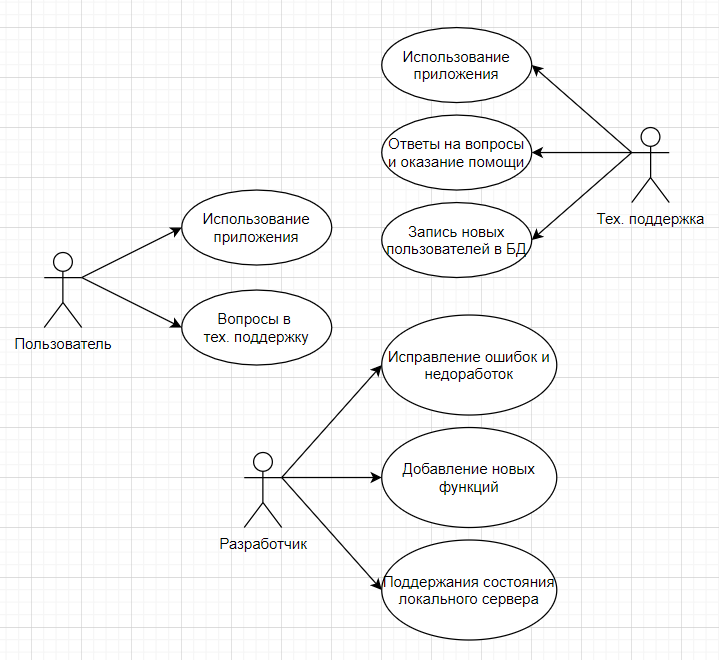 Использование
приложения
Ответы на вопросы
и оказание помощи
Запись новых
пользователей в БД
Тех. поддержка
Использование
приложения
Вопросы в
тех. поддержку
Пользователь
Исправление ошибок и
недоработок
Добавление новых
функций
Поддержания состояния
локального сервера
Разработчик